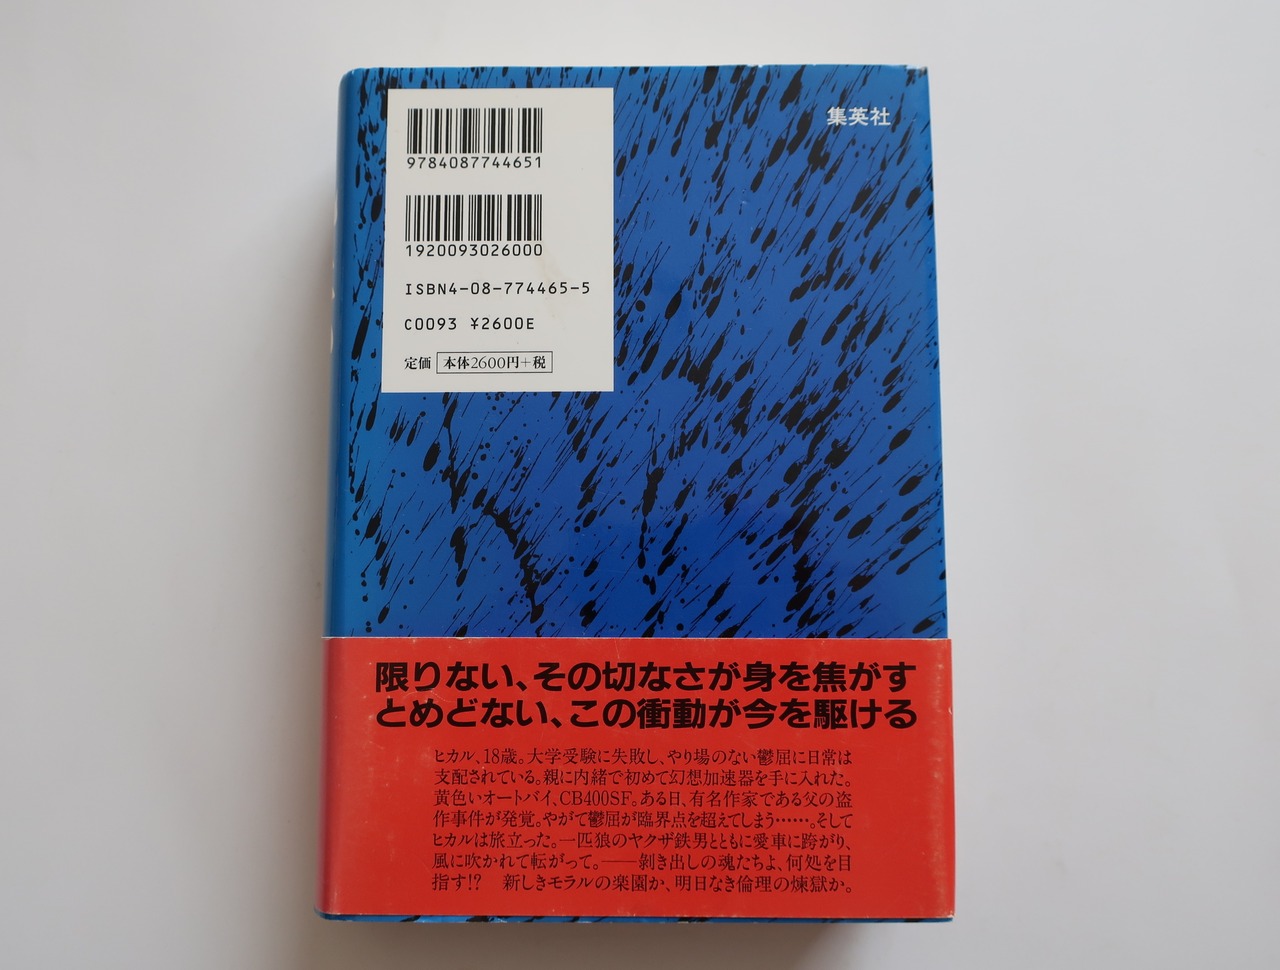 集英社
9784087744651
1920093026000
ISBN4-08-774465-5
C0093 ¥2600E
定価 本体2600円+税
限りない、その切なさが身を焦がす
とめどない、この衝動が今を駆ける
ヒカル、18歳。大学受験に失敗し、やり場のない鬱屈に日常は
支配されている。親に内緒で初めて幻想加速器を手に入れた。
黄色いオートバイ、CB400SF。ある日、有名作家である父の盗
作事件が発覚。やがて鬱屈が臨界点を超えてしまう……。そして
ヒカルは旅立った。一匹狼のヤクザ鉄男とともに愛車に跨がり、
風に吹かれて転がって。――剝き出しの魂たちよ、何処を目
指す!? 新しきモラルの楽園か、明日なき倫理の煉獄か。